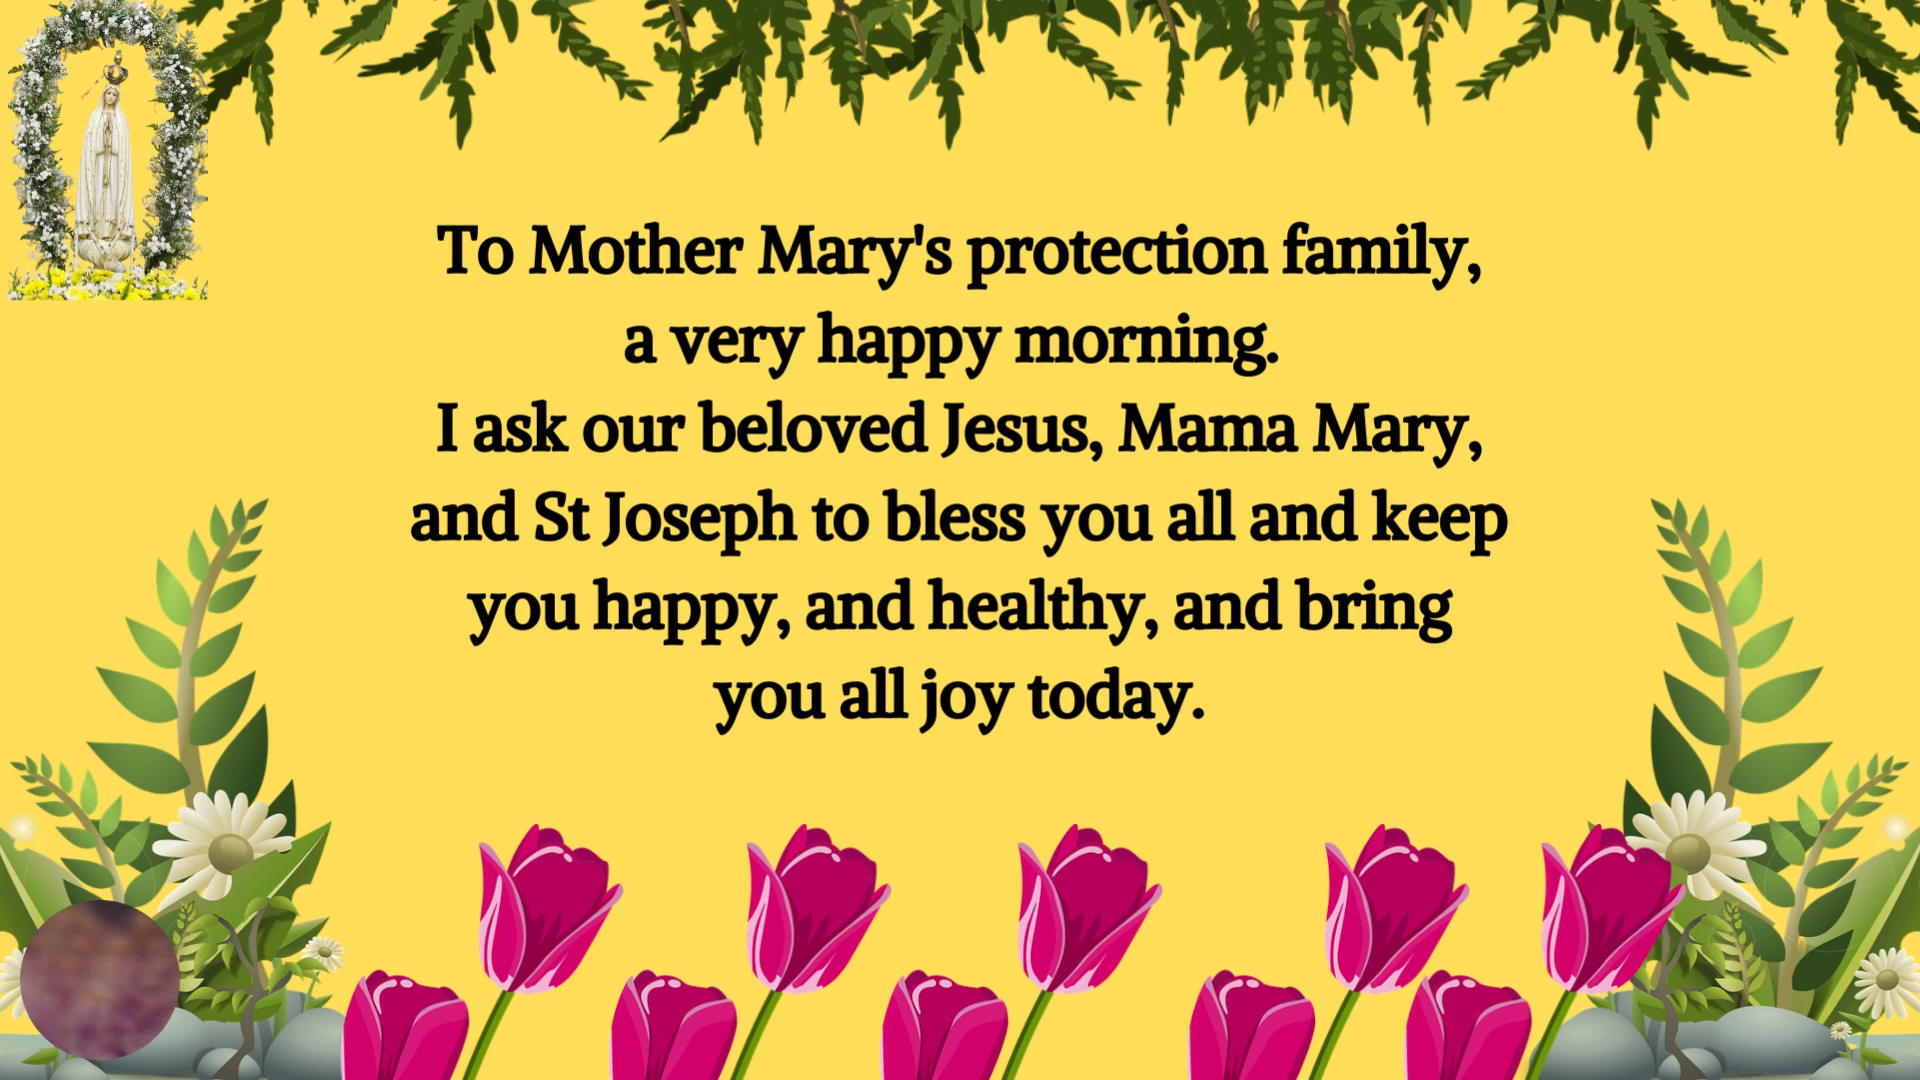 To Mother Mary's protection family,
a very happy morning.
I ask our beloved Jesus, Mama Mary,
and St Joseph to bless you all and keep
you happy, and healthy, and bring
you all joy today.